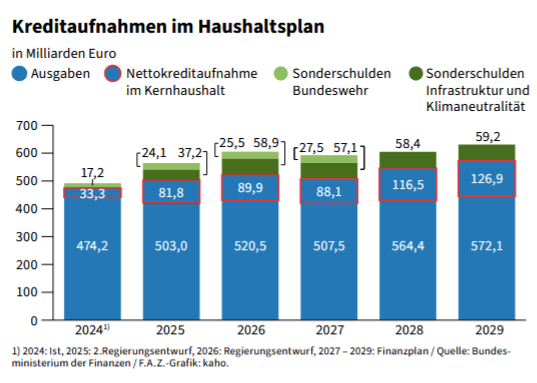 Kreditaufnahmen im Haushaltsplan
in Milliarden Euro
Ausgaben
Nettokreditaufnahme
im Kernhaushalt
Sonderschulden
Bundeswehr
Sonderschulden
Infrastruktur und
Klimaneutralität
700
600
500
400
300
200
100
0
17,2
33,3
474,2
24,1 37,2
81,8
503,0
25,5 58,9
89,9
520,5
27,5 57,1
88,1
507,5
58,4
116,5
564,4
59,2
126,9
572,1
2024¹⁾ 2025 2026 2027 2028 2029
1) 2024: Ist, 2025: 2.Regierungsentwurf, 2026: Regierungsentwurf, 2027 – 2029: Finanzplan / Quelle: Bundes-
ministerium der Finanzen / F.A.Z.-Grafik: kaho.